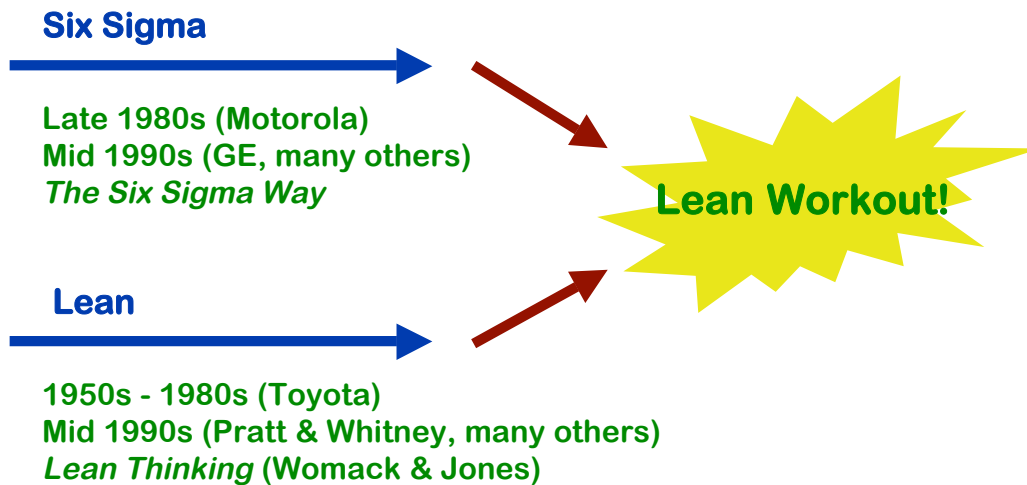 Six Sigma
Late 1980s (Motorola)
Mid 1990s (GE, many others)
The Six Sigma Way
Lean Workout!
Lean
1950s - 1980s (Toyota)
Mid 1990s (Pratt & Whitney, many others)
Lean Thinking (Womack & Jones)